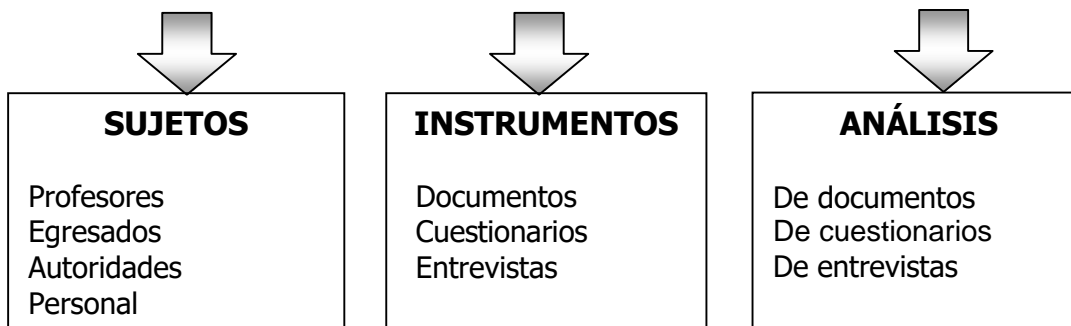 SUJETOS
Profesores
Egresados
Autoridades
Personal
INSTRUMENTOS
Documentos
Cuestionarios
Entrevistas
ANÁLISIS
De documentos
De cuestionarios
De entrevistas